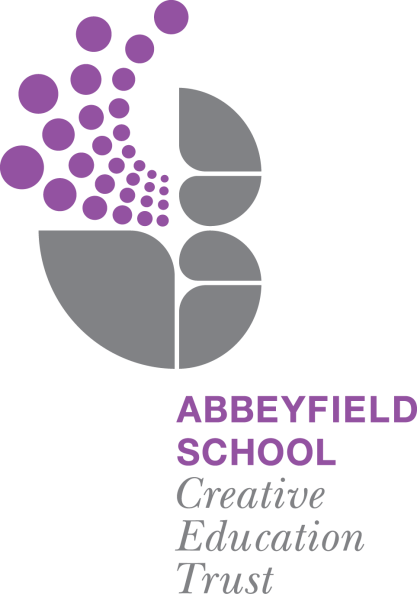 ABBEYFIELD
SCHOOL
Creative
Education
Trust